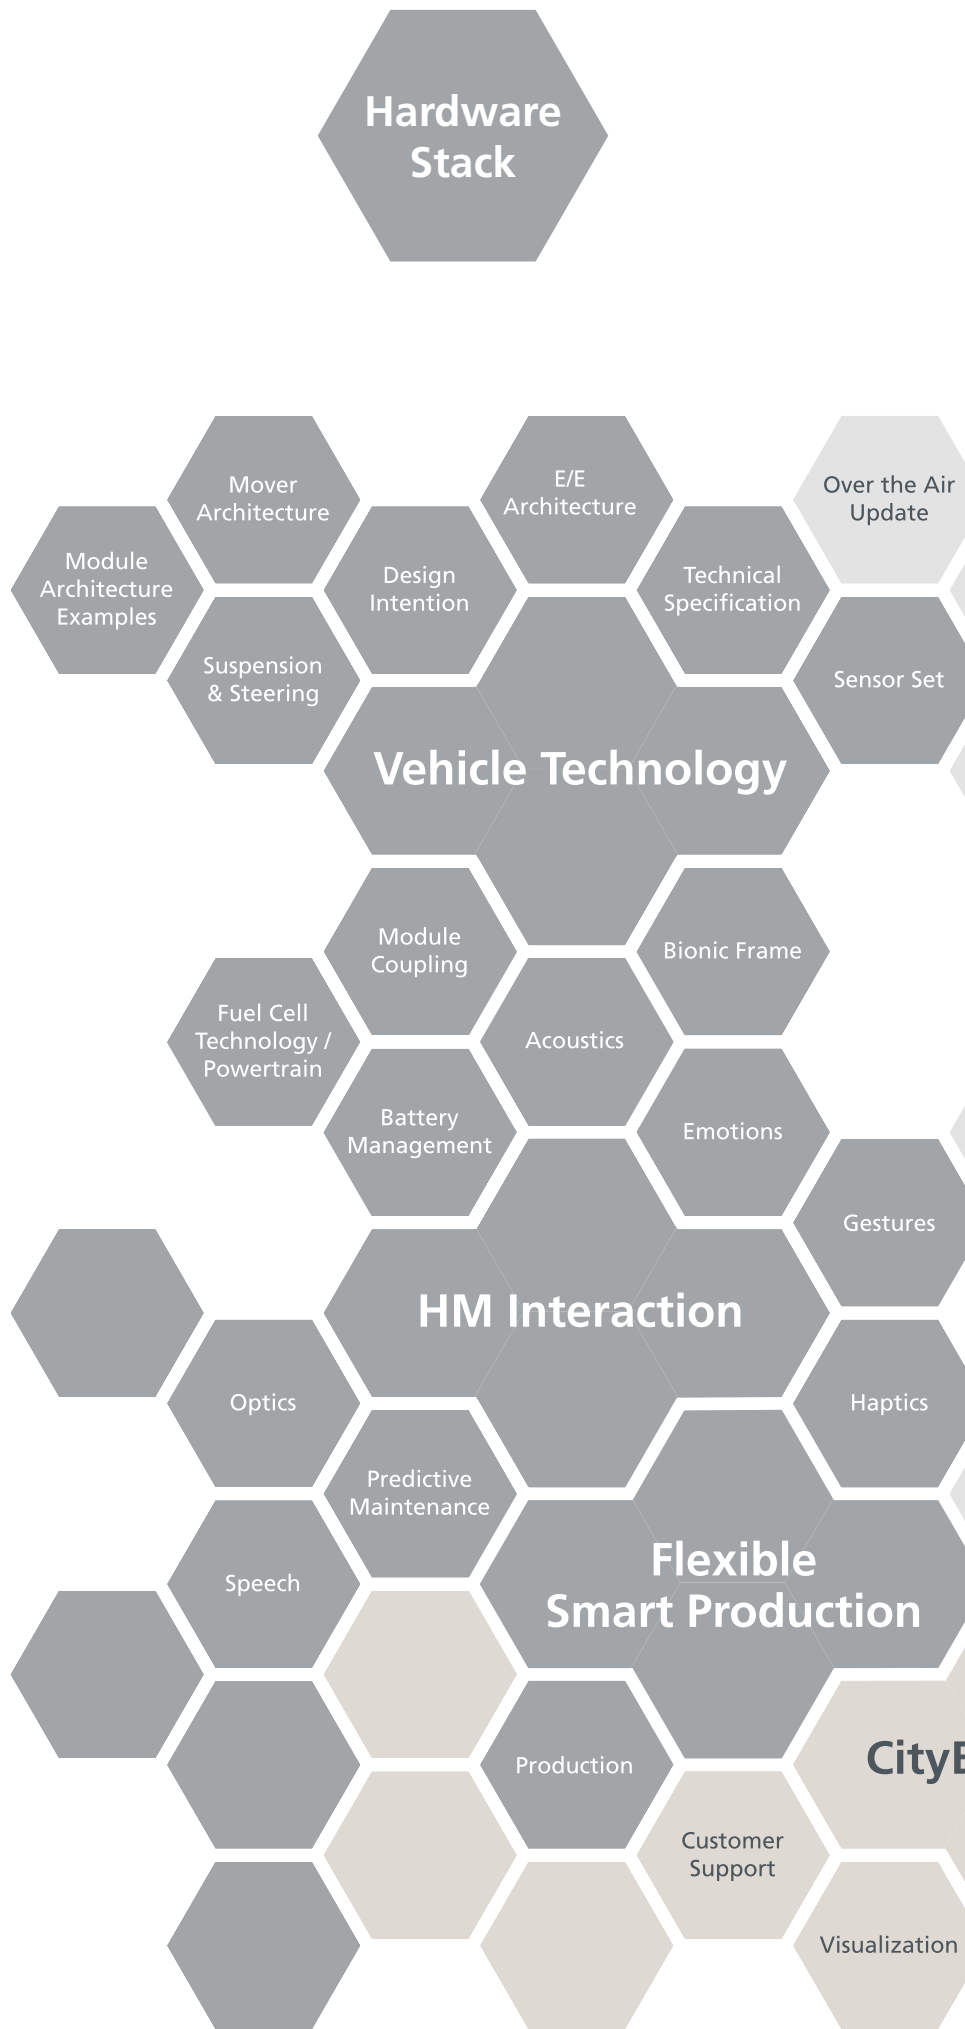 Hardware
Stack
Mover
Architecture
E/E
Architecture
Over the Air
Update
Module
Architecture
Examples
Design
Intention
Technical
Specification
Suspension
& Steering
Sensor Set
Vehicle Technology
Module
Coupling
Bionic Frame
Fuel Cell
Technology /
Powertrain
Acoustics
Battery
Management
Emotions
Gestures
HM Interaction
Optics
Haptics
Predictive
Maintenance
Flexible
Smart Production
Speech
Production
Customer
Support
Visualization